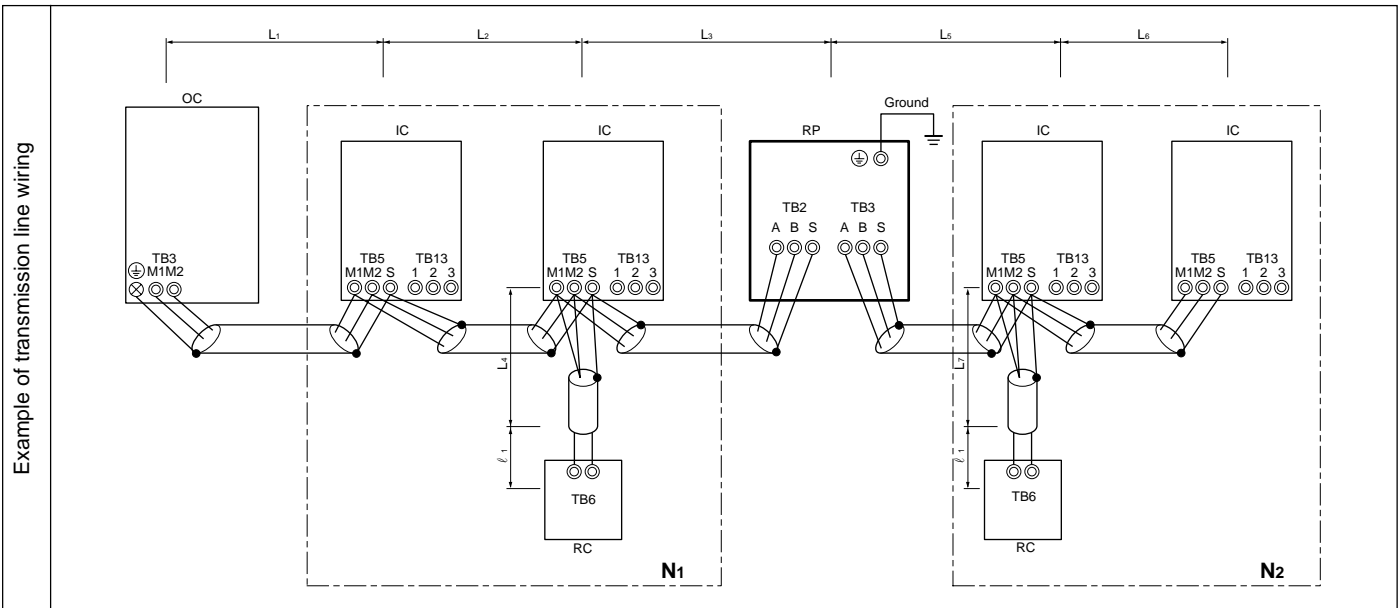 Example of transmission line wiring
L1 L2 L3 L5 L6
OC
IC
IC
RP
Ground
IC
IC
TB2 TB3
A B S A B S
TB3
M1M2
TB5 TB13
M1M2 S 1 2 3
TB5 TB13
M1M2 S 1 2 3
TB5 TB13
M1M2 S 1 2 3
TB5 TB13
M1M2 S 1 2 3
L4
L7
ℓ1
ℓ1
TB6
TB6
RC
RC
N1
N2